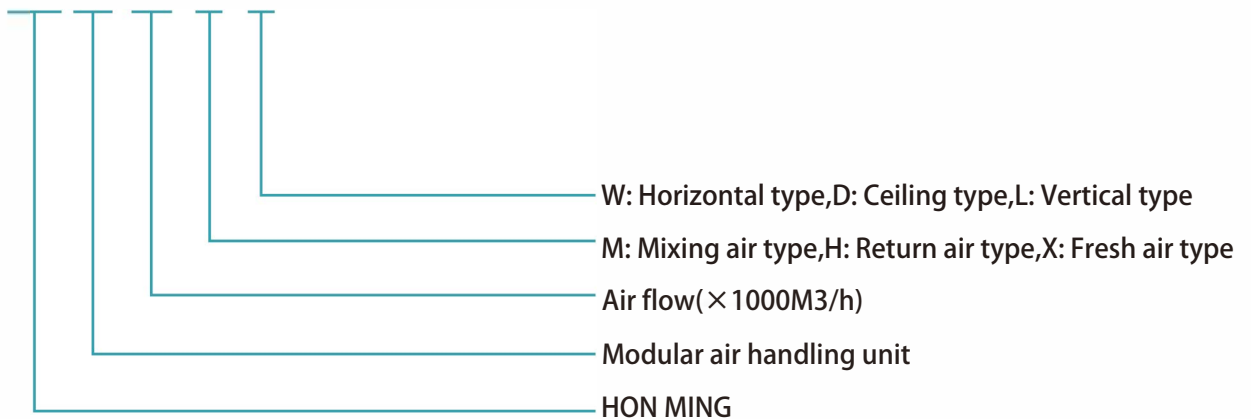 W: Horizontal type,D: Ceiling type,L: Vertical type
M: Mixing air type,H: Return air type,X: Fresh air type
Air flow(×1000M3/h)
Modular air handling unit
HON MING